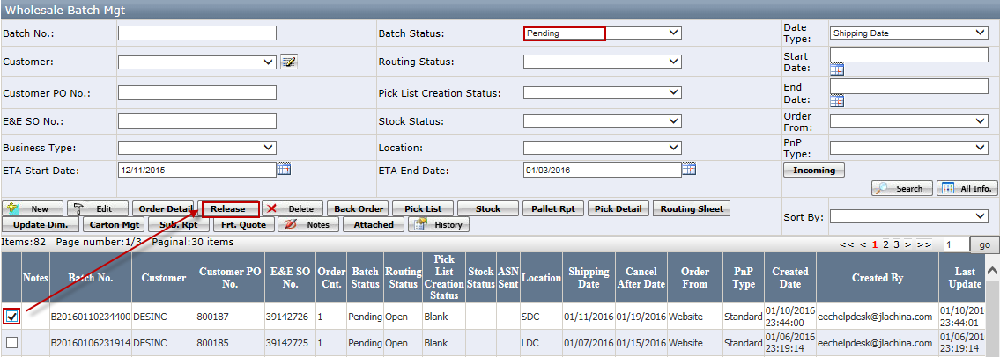 Wholesale Batch Mgt
Batch No.: Batch Status: Pending Date Type: Shipping Date
Customer: Routing Status: Start Date:
Customer PO No.: Pick List Creation Status: End Date:
E&E SO No.: Stock Status: Order From:
Business Type: Location: PnP Type:
ETA Start Date: 12/11/2015 ETA End Date: 01/03/2016 Incoming
Search All Info.
New Edit Order Detail Release Delete Back Order Pick List Stock Pallet Rpt Pick Detail Routing Sheet
Update Dim. Carton Mgt Sub. Rpt Frt. Quote Notes Attached History Sort By:
Items:82 Page number:1/3 Paginal:30 items << < 1 2 3 > >> 1 go
Notes Batch No. Customer Customer PO No. E&E SO No. Order Cnt. Batch Status Routing Status Pick List Creation Status Stock Status ASN Sent Location Shipping Date Cancel After Date Order From PnP Type Created Date Created By Last Update
B20160110234400 DESINC 800187 39142726 1 Pending Open Blank SDC 01/11/2016 01/19/2016 Website Standard 01/10/2016 23:44:00 eechelpdesk@jlachina.com 01/10/201 23:44:01
B20160106231914 DESINC 800185 39142725 1 Pending Open Blank LDC 01/07/2016 01/15/2016 Website Standard 01/06/2016 23:19:14 eechelpdesk@jlachina.com 01/06/201 23:19:14